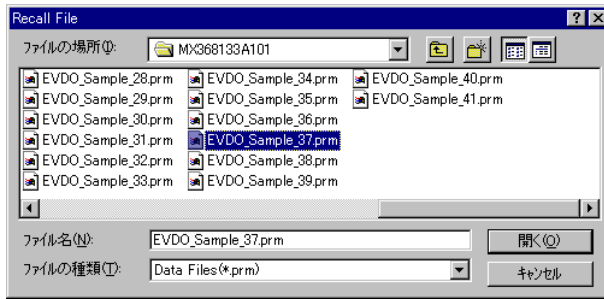 Recall File
ファイルの場所(I):
MX368133A101
EVDO_Sample_28.prm
EVDO_Sample_29.prm
EVDO_Sample_30.prm
EVDO_Sample_31.prm
EVDO_Sample_32.prm
EVDO_Sample_33.prm
EVDO_Sample_34.prm
EVDO_Sample_35.prm
EVDO_Sample_36.prm
EVDO_Sample_37.prm
EVDO_Sample_38.prm
EVDO_Sample_39.prm
EVDO_Sample_40.prm
EVDO_Sample_41.prm
ファイル名(N):
EVDO_Sample_37.prm
開く(O)
ファイルの種類(T):
Data Files(*.prm)
キャンセル